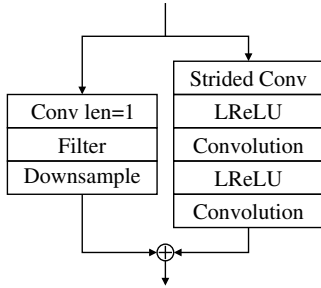 Conv len=1
Filter
Downsample
Strided Conv
LReLU
Convolution
LReLU
Convolution